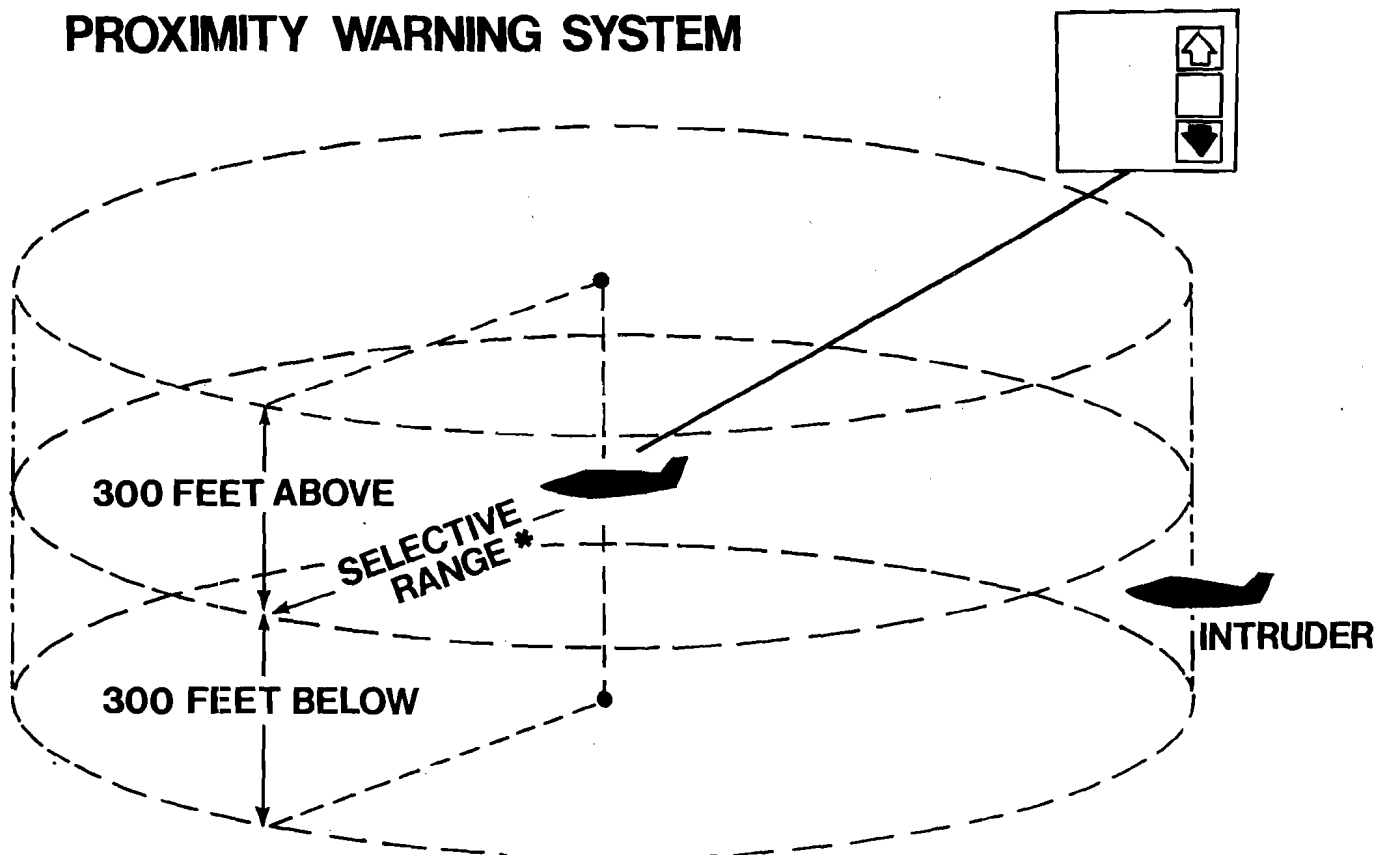 PROXIMITY WARNING SYSTEM
300 FEET ABOVE
SELECTIVE
RANGE *
INTRUDER
300 FEET BELOW